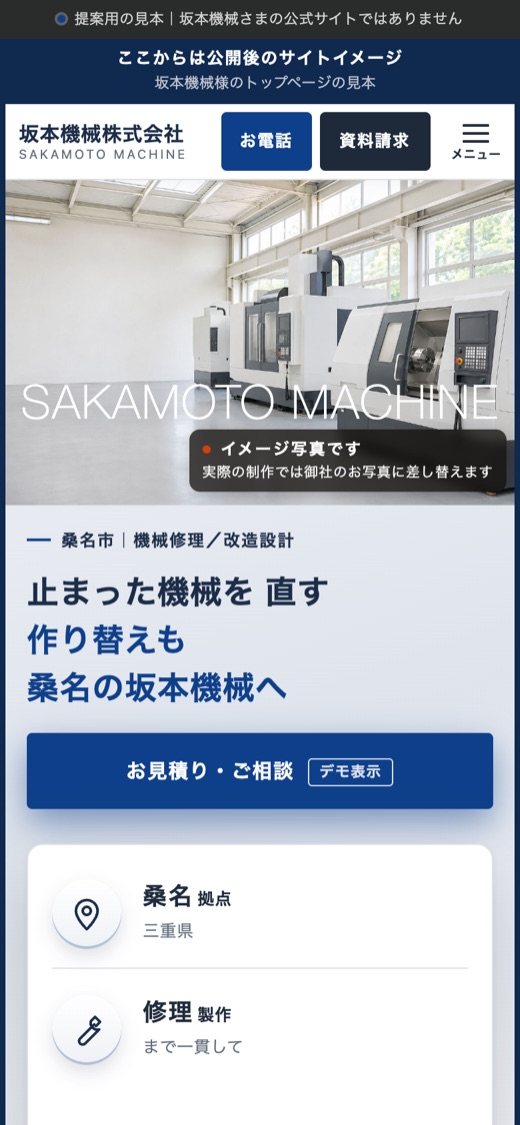 提案用の見本｜坂本機械さまの公式サイトではありません
ここからは公開後のサイトイメージ
坂本機械様のトップページの見本
坂本機械株式会社
SAKAMOTO MACHINE
お電話
資料請求
メニュー
SAKAMOTO MACHINE
イメージ写真です
実際の制作では御社のお写真に差し替えます
桑名市｜機械修理／改造設計
止まった機械を 直す
作り替えも
桑名の坂本機械へ
お見積り・ご相談 デモ表示
桑名 拠点
三重県
修理 製作
まで一貫して